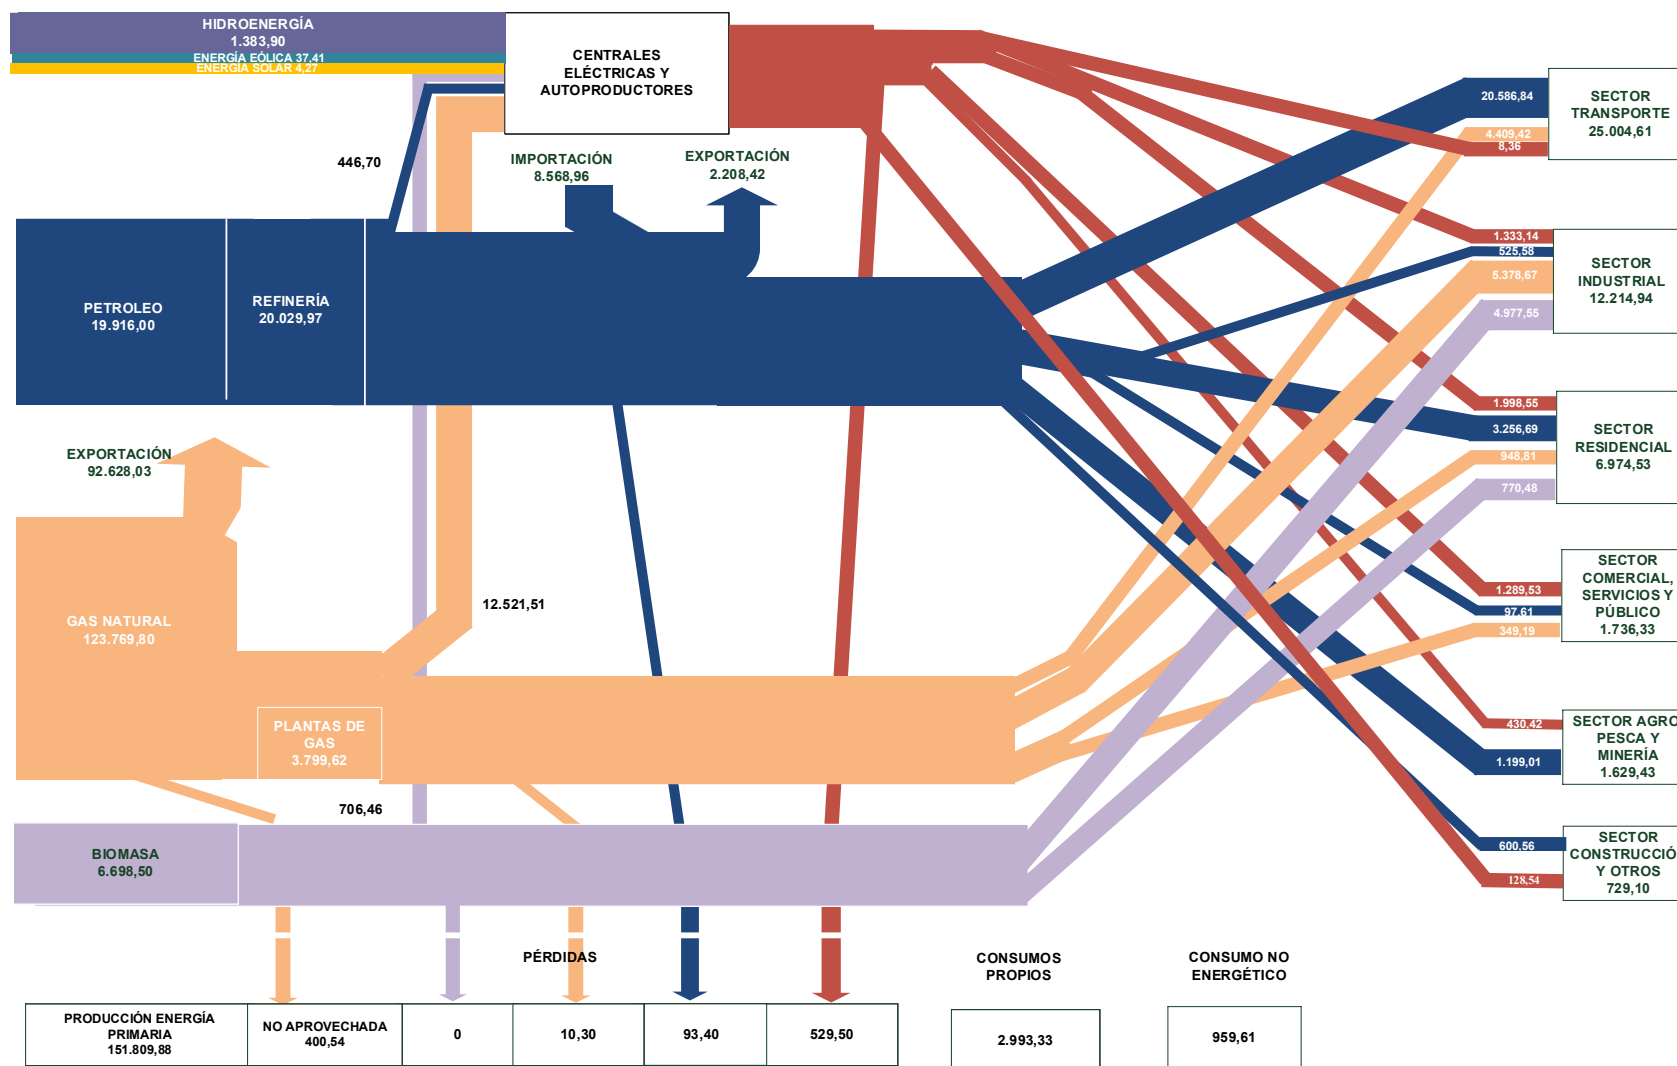 HIDROENERGÍA
1.383,90
ENERGÍA EÓLICA 37,41
ENERGÍA SOLAR 4,27
CENTRALES
ELÉCTRICAS Y
AUTOPRODUCTORES
446,70
IMPORTACIÓN
8.568,96
EXPORTACIÓN
2.208,42
PETROLEO
19.916,00
REFINERÍA
20.029,97
EXPORTACIÓN
92.628,03
GAS NATURAL
123.769,80
12.521,51
PLANTAS DE
GAS
3.799,62
706,46
BIOMASA
6.698,50
20.586,84
4.409,42
8,36
SECTOR
TRANSPORTE
25.004,61
1.333,14
525,58
5.378,67
4.977,55
SECTOR
INDUSTRIAL
12.214,94
1.998,55
3.256,69
948,81
770,48
SECTOR
RESIDENCIAL
6.974,53
1.289,53
97,61
349,19
SECTOR
COMERCIAL,
SERVICIOS Y
PÚBLICO
1.736,33
430,42
1.199,01
SECTOR AGRO
PESCA Y
MINERÍA
1.629,43
600,56
128,54
SECTOR
CONSTRUCCIÓ
Y OTROS
729,10
PÉRDIDAS
CONSUMOS
PROPIOS
CONSUMO NO
ENERGÉTICO
PRODUCCIÓN ENERGÍA
PRIMARIA
151.809,88
NO APROVECHADA
400,54
0
10,30
93,40
529,50
2.993,33
959,61